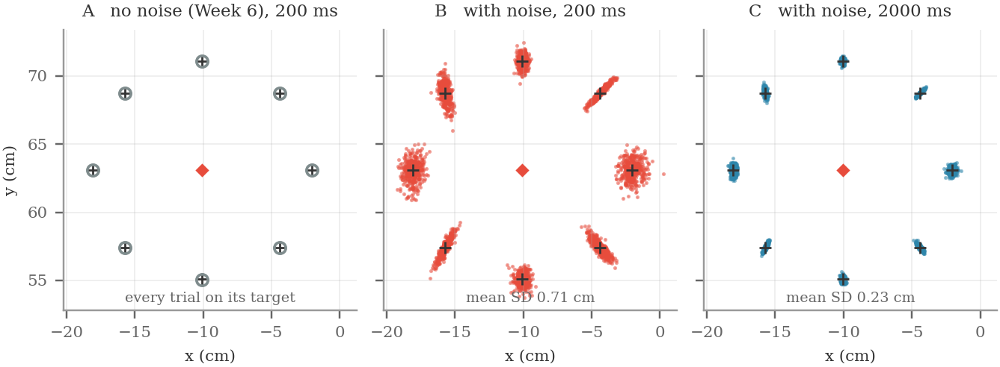 A no noise (Week 6), 200 ms
B with noise, 200 ms
C with noise, 2000 ms
y (cm)
70
65
60
55
every trial on its target
mean SD 0.71 cm
mean SD 0.23 cm
−20 −15 −10 −5 0
−20 −15 −10 −5 0
−20 −15 −10 −5 0
x (cm)
x (cm)
x (cm)